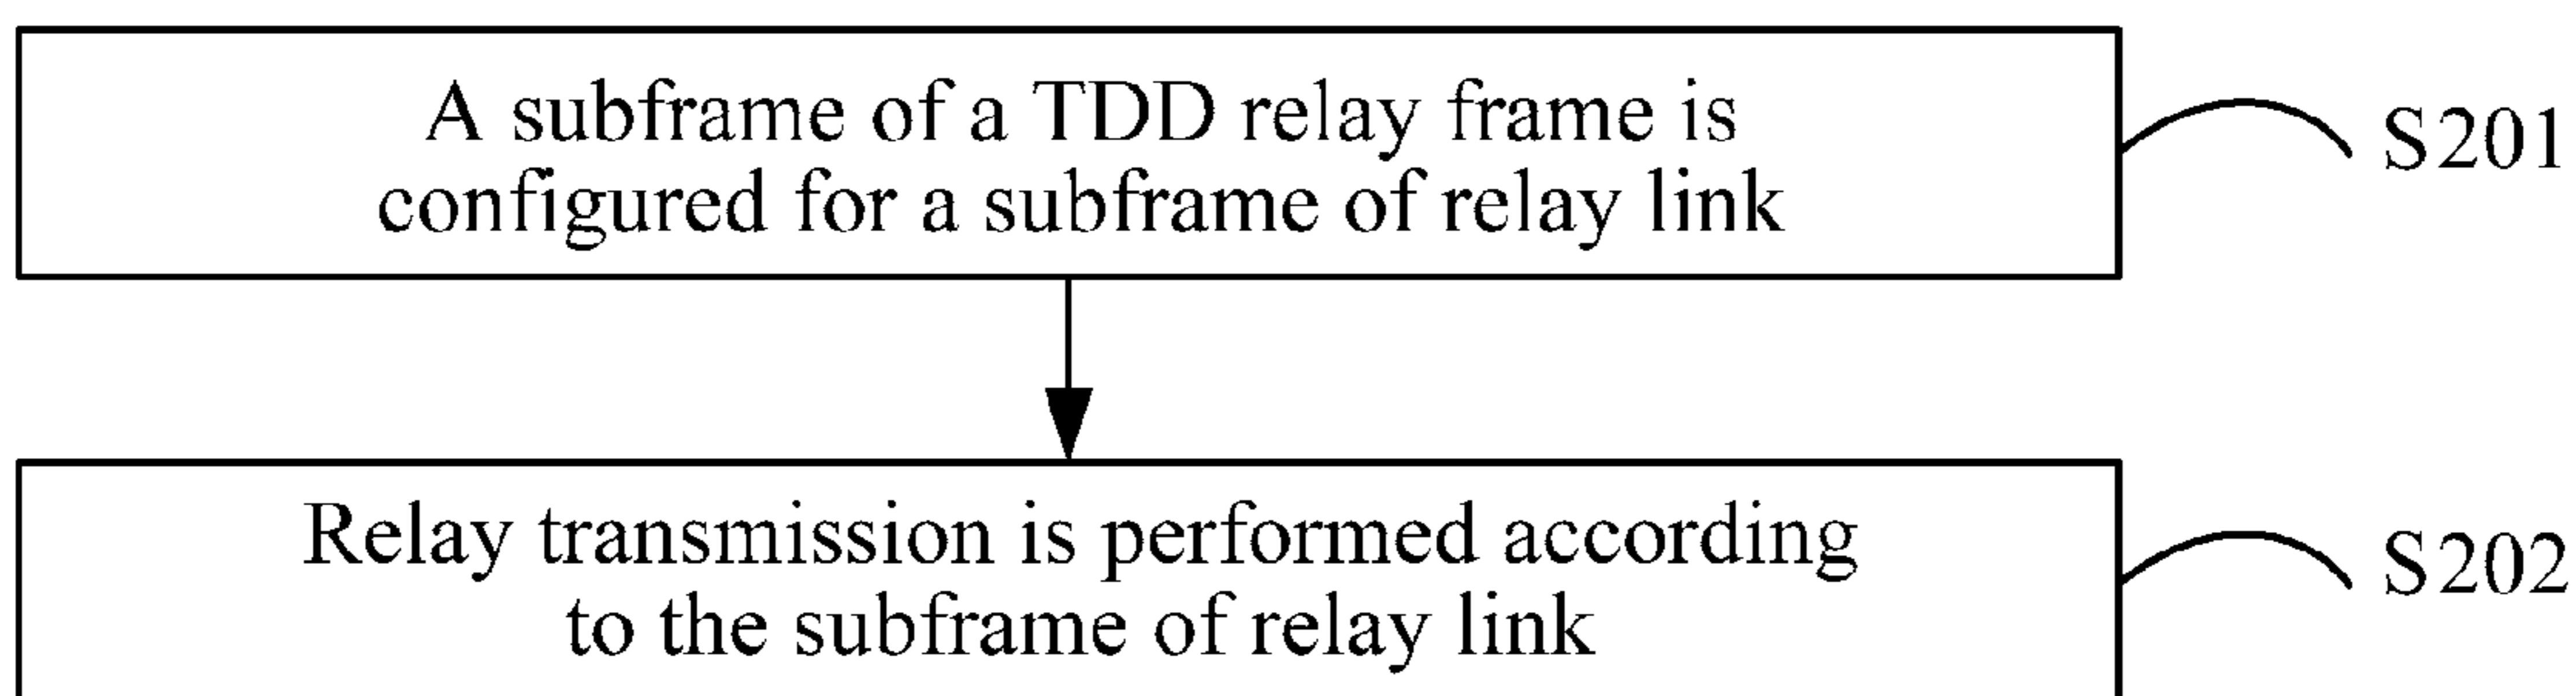 A subframe of a TDD relay frame is
configured for a subframe of relay link
S201
Relay transmission is performed according
to the subframe of relay link
S202